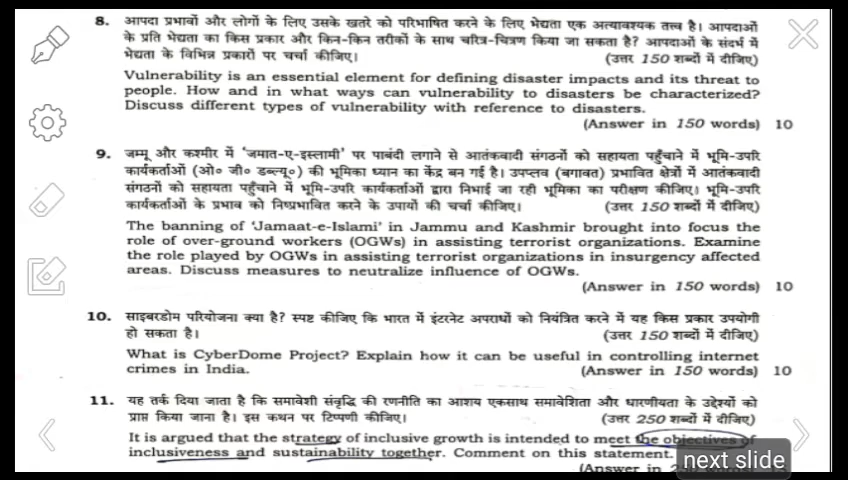 8. आपदा प्रभावों और लोगों के लिए उसके खतरे को परिभाषित करने के लिए भेद्यता एक अत्यावश्यक तत्त्व है। आपदाओं
के प्रति भेद्यता का किस प्रकार और किन-किन तरीकों के साथ चरित्र-चित्रण किया जा सकता है? आपदाओं के संदर्भ में
भेद्यता के विभिन्न प्रकारों पर चर्चा कीजिए। (उत्तर 150 शब्दों में दीजिए)
Vulnerability is an essential element for defining disaster impacts and its threat to
people. How and in what ways can vulnerability to disasters be characterized?
Discuss different types of vulnerability with reference to disasters.
(Answer in 150 words) 10
9. जम्मू और कश्मीर में ‘जमात-ए-इस्लामी’ पर पाबंदी लगाने से आतंकवादी संगठनों को सहायता पहुँचाने में भूमि-उपरि
कार्यकर्ताओं (ओ० जी० डब्ल्यू०) की भूमिका ध्यान का केंद्र बन गई है। उपप्लव (बगावत) प्रभावित क्षेत्रों में आतंकवादी
संगठनों को सहायता पहुँचाने में भूमि-उपरि कार्यकर्ताओं द्वारा निभाई जा रही भूमिका का परीक्षण कीजिए। भूमि-उपरि
कार्यकर्ताओं के प्रभाव को निष्प्रभावित करने के उपायों की चर्चा कीजिए। (उत्तर 150 शब्दों में दीजिए)
The banning of ‘Jamaat-e-Islami’ in Jammu and Kashmir brought into focus the
role of over-ground workers (OGWs) in assisting terrorist organizations. Examine
the role played by OGWs in assisting terrorist organizations in insurgency affected
areas. Discuss measures to neutralize influence of OGWs.
(Answer in 150 words) 10
10. साइबरडोम परियोजना क्या है? स्पष्ट कीजिए कि भारत में इंटरनेट अपराधों को नियंत्रित करने में यह किस प्रकार उपयोगी
हो सकता है। (उत्तर 150 शब्दों में दीजिए)
What is CyberDome Project? Explain how it can be useful in controlling internet
crimes in India. (Answer in 150 words) 10
11. यह तर्क दिया जाता है कि समावेशी संवृद्धि की रणनीति का आशय एकसाथ समावेशिता और धारणीयता के उद्देश्यों को
प्राप्त किया जाना है। इस कथन पर टिप्पणी कीजिए। (उत्तर 250 शब्दों में दीजिए)
It is argued that the strategy of inclusive growth is intended to meet the objectives of
inclusiveness and sustainability together. Comment on this statement.
(Answer in
next slide